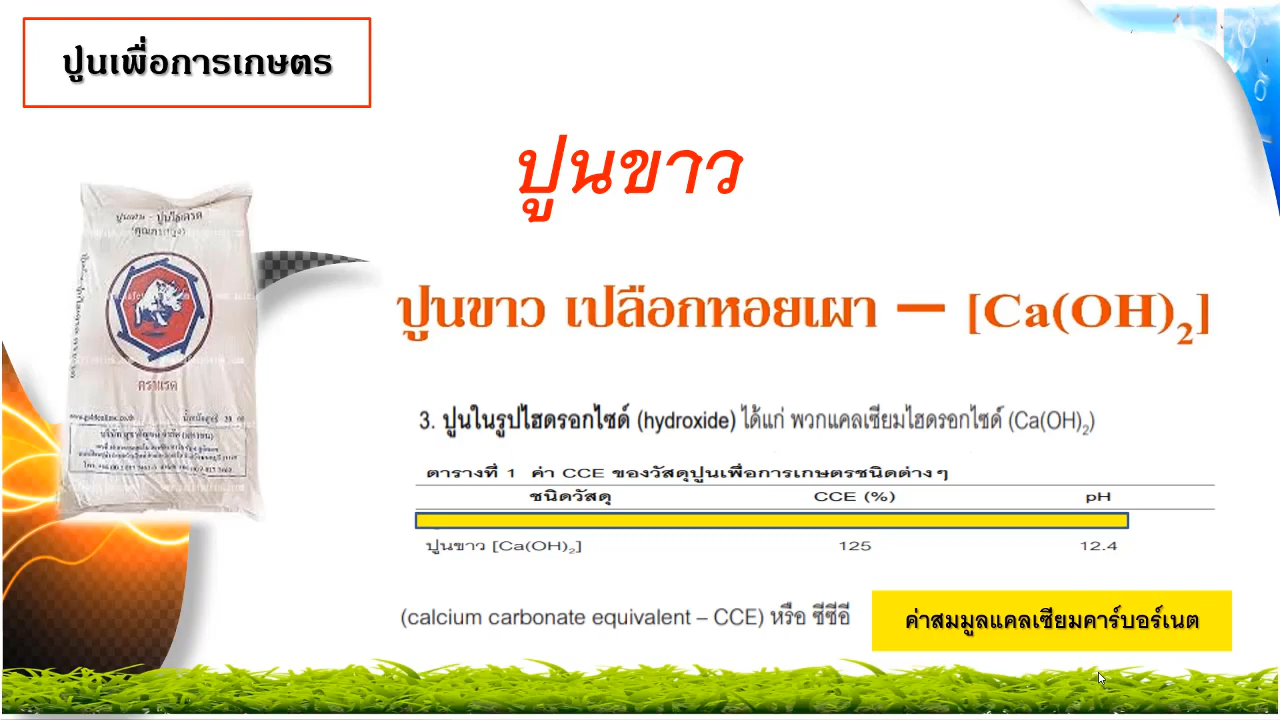 ปูนเพื่อการเกษตร
ปูนขาว
ปูนขาว เปลือกหอยเผา – [Ca(OH)2]
3. ปูนในรูปไฮดรอกไซด์ (hydroxide) ได้แก่ พวกแคลเซียมไฮดรอกไซด์ (Ca(OH)2)
ตารางที่ 1 ค่า CCE ของวัสดุปูนเพื่อการเกษตรชนิดต่างๆ
ชนิดวัสดุ CCE (%) pH
ปูนขาว [Ca(OH)2] 125 12.4
(calcium carbonate equivalent – CCE) หรือ ซีซีอี
ค่าสมมูลแคลเซียมคาร์บอร์เนต
ตราแรด